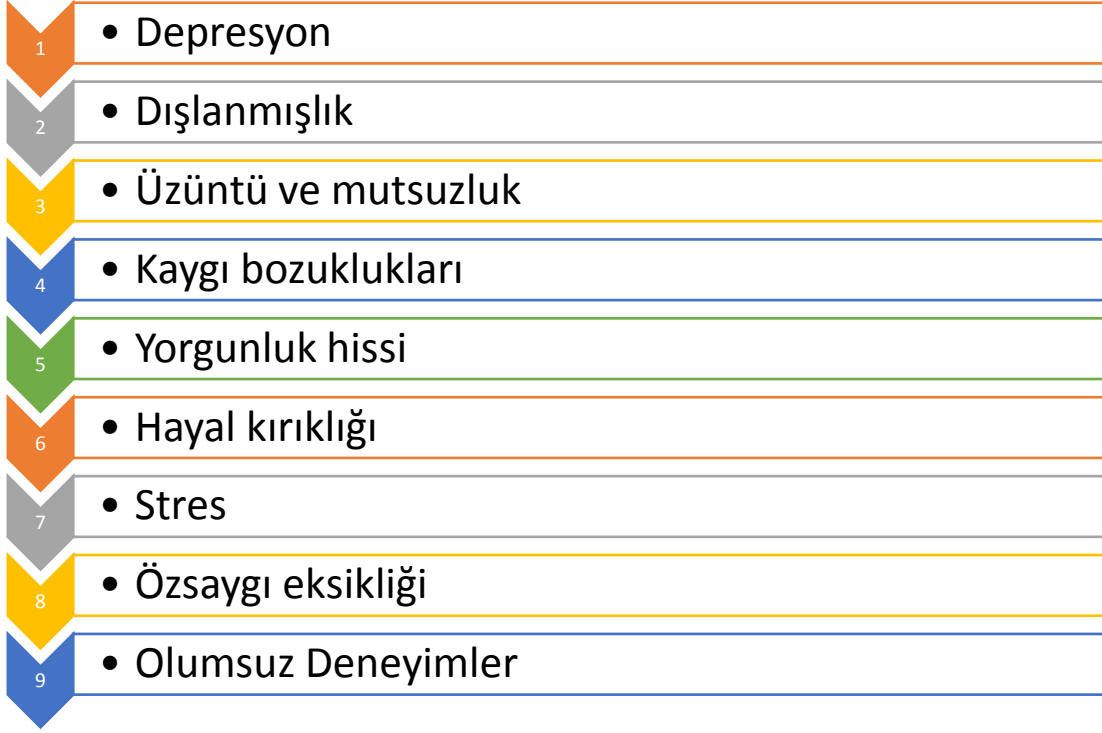 1 • Depresyon
2 • Dışlanmışlık
3 • Üzüntü ve mutsuzluk
4 • Kaygı bozuklukları
5 • Yorgunluk hissi
6 • Hayal kırıklığı
7 • Stres
8 • Özsaygı eksikliği
9 • Olumsuz Deneyimler